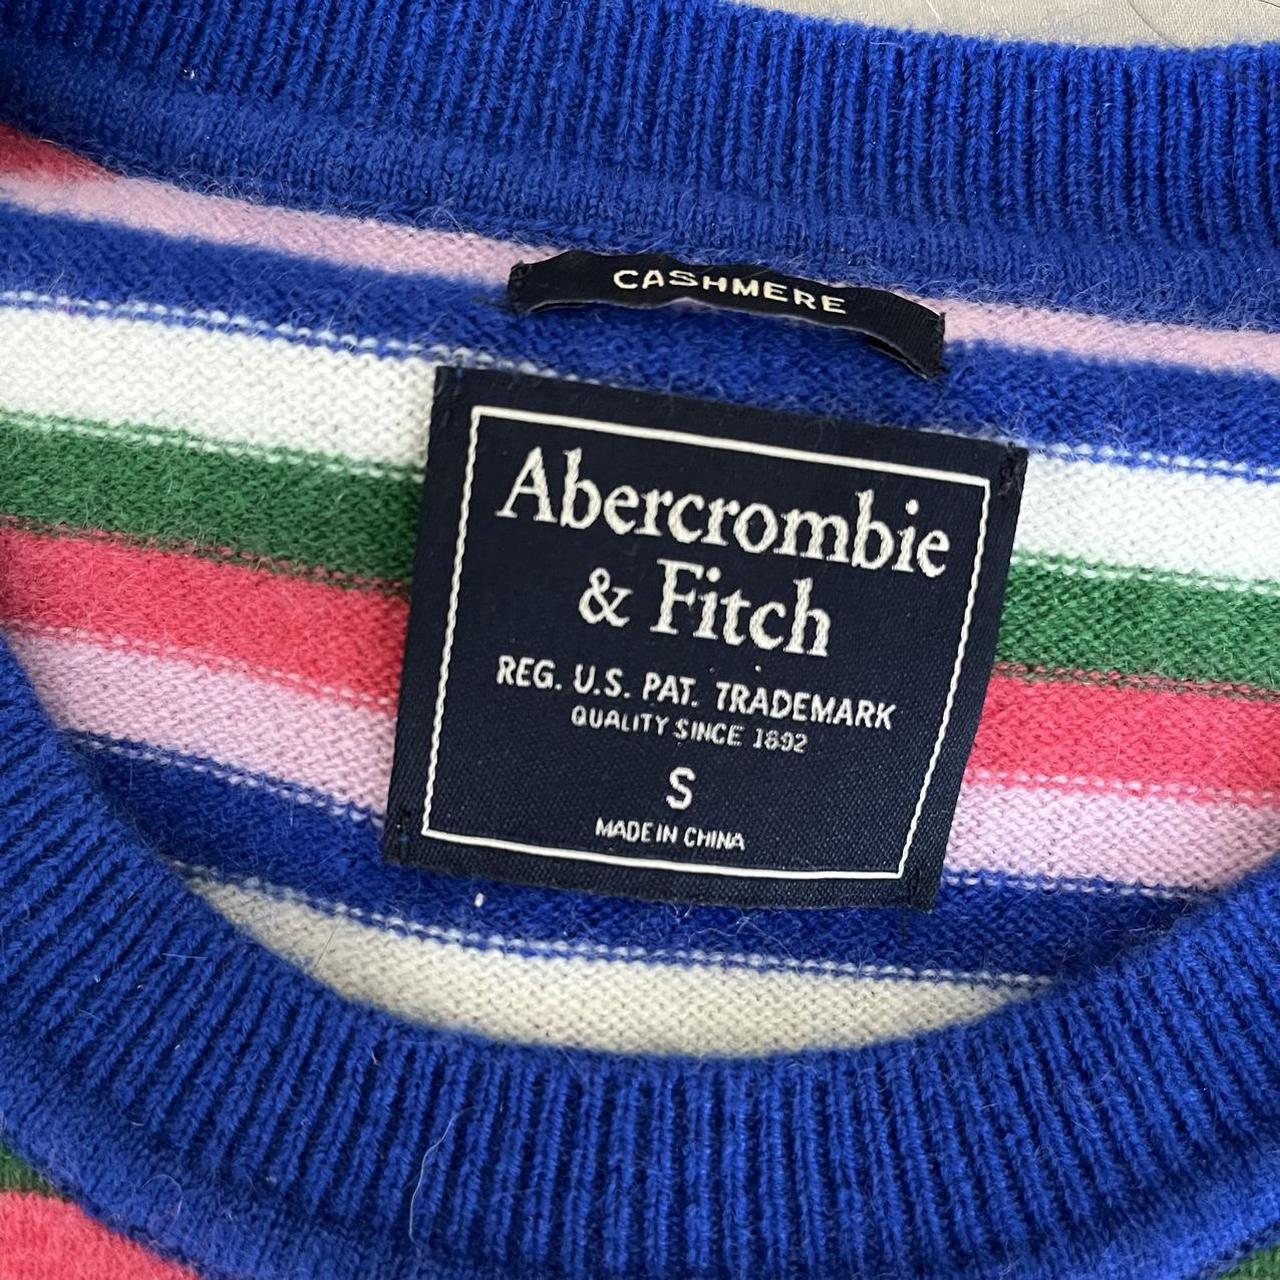 CASHMERE
Abercrombie
& Fitch
REG. U.S. PAT. TRADEMARK
QUALITY SINCE 1892
S
MADE IN CHINA